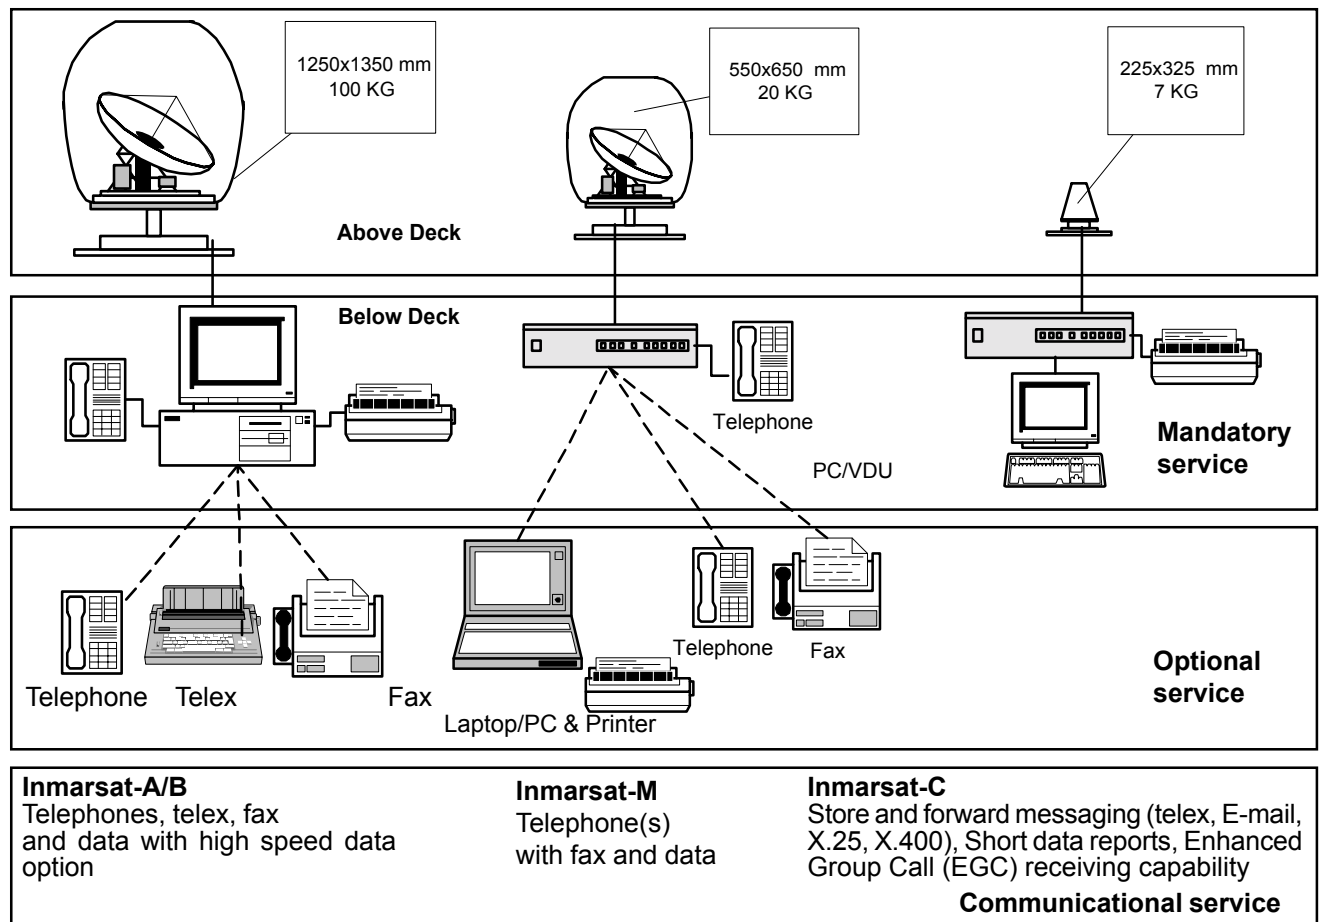 1250x1350 mm
100 KG
550x650 mm
20 KG
225x325 mm
7 KG
Above Deck
Below Deck
Telephone
PC/VDU
Mandatory
service
Telephone
Telex
Fax
Laptop/PC & Printer
Telephone
Fax
Optional
service
Inmarsat-A/B
Telephones, telex, fax
and data with high speed data
option
Inmarsat-M
Telephone(s)
with fax and data
Inmarsat-C
Store and forward messaging (telex, E-mail,
X.25, X.400), Short data reports, Enhanced
Group Call (EGC) receiving capability
Communicational service